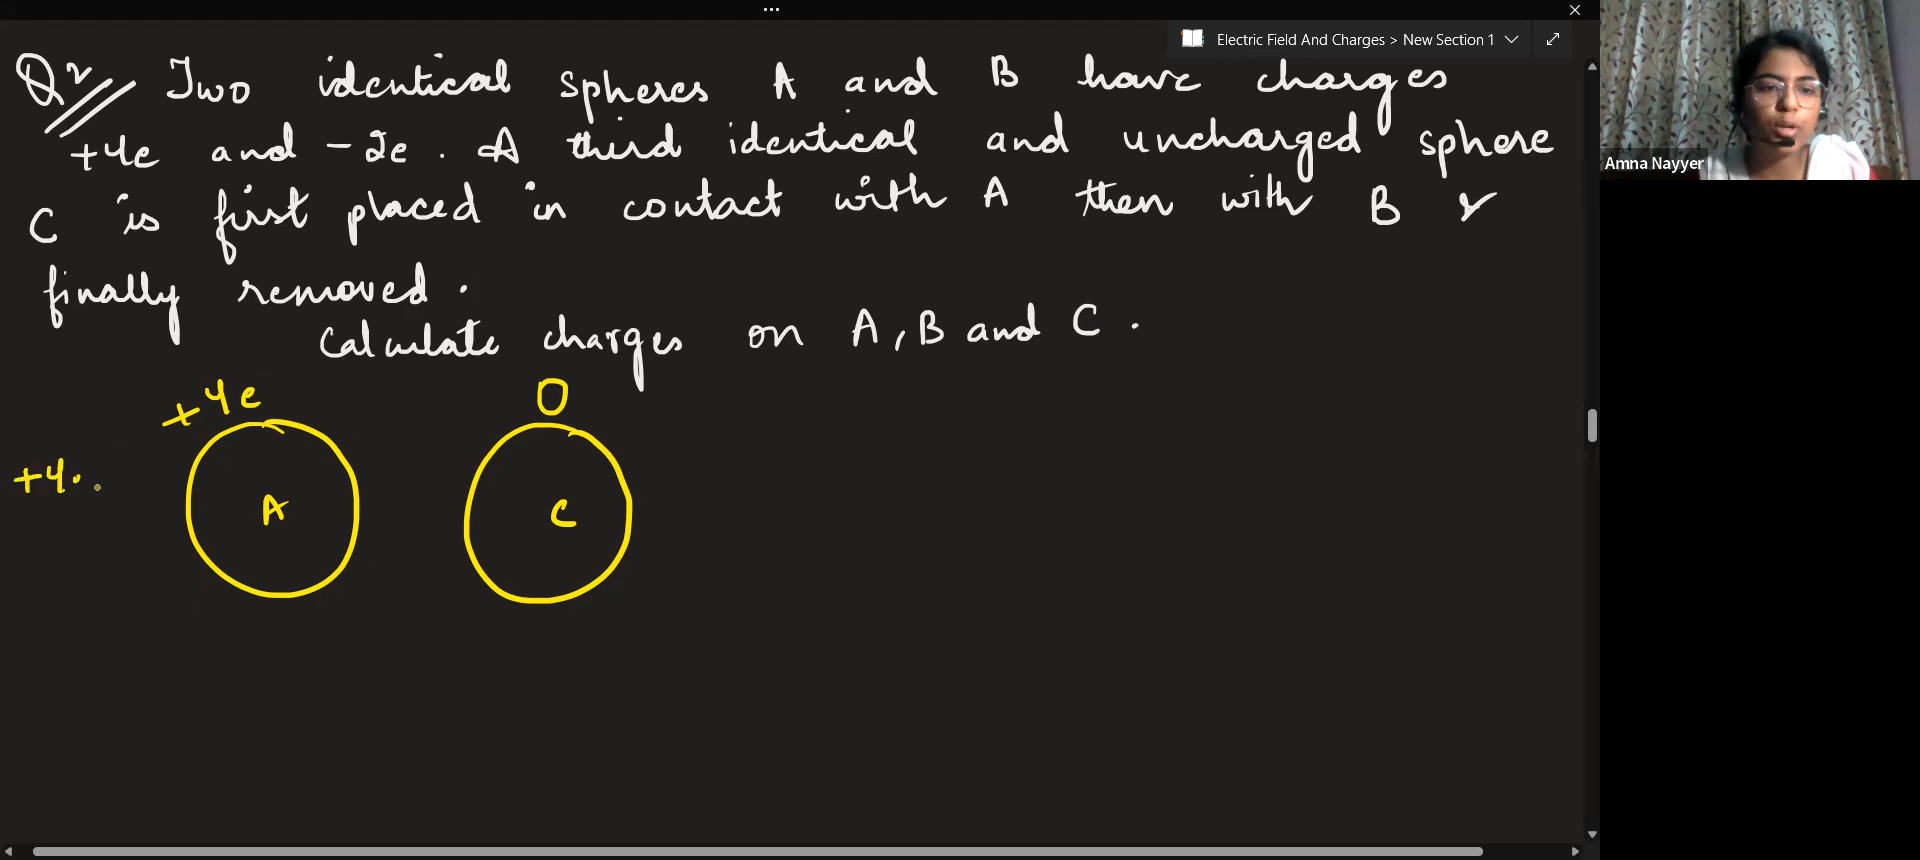 Electric Field And Charges > New Section 1
Q2 Two identical spheres A and B have charges
+4e and -2e. A third identical and uncharged sphere
C is first placed in contact with A then with B &
finally removed.
Calculate charges on A, B and C.
+4e 0
+4.
A C
Amna Nayyer